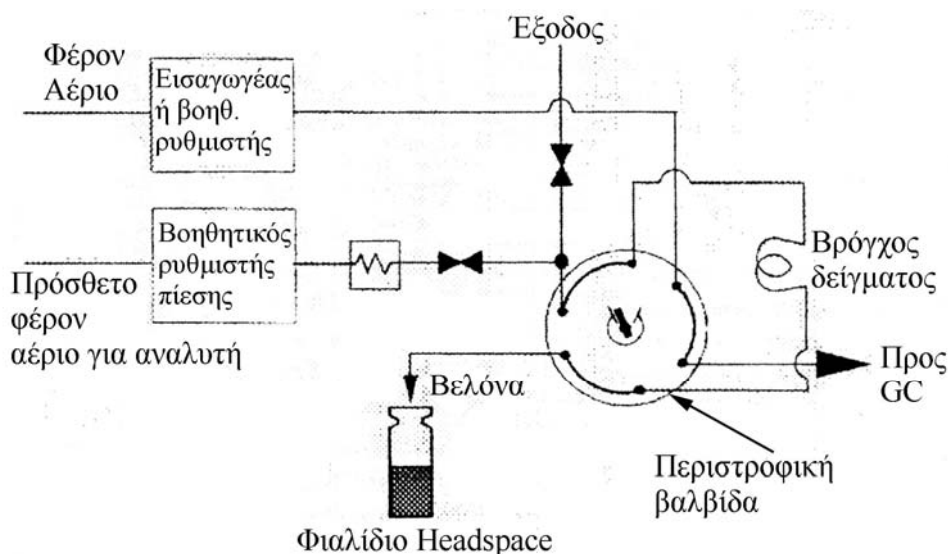 Έξοδος
Φέρον
Αέριο
Εισαγωγέας
ή βοηθ.
ρυθμιστής
Βοηθητικός
ρυθμιστής
πίεσης
Πρόσθετο
φέρον
αέριο για αναλυτή
Βρόγχος
δείγματος
Προς
GC
Βελόνα
Περιστροφική
βαλβίδα
Φιαλίδιο Headspace